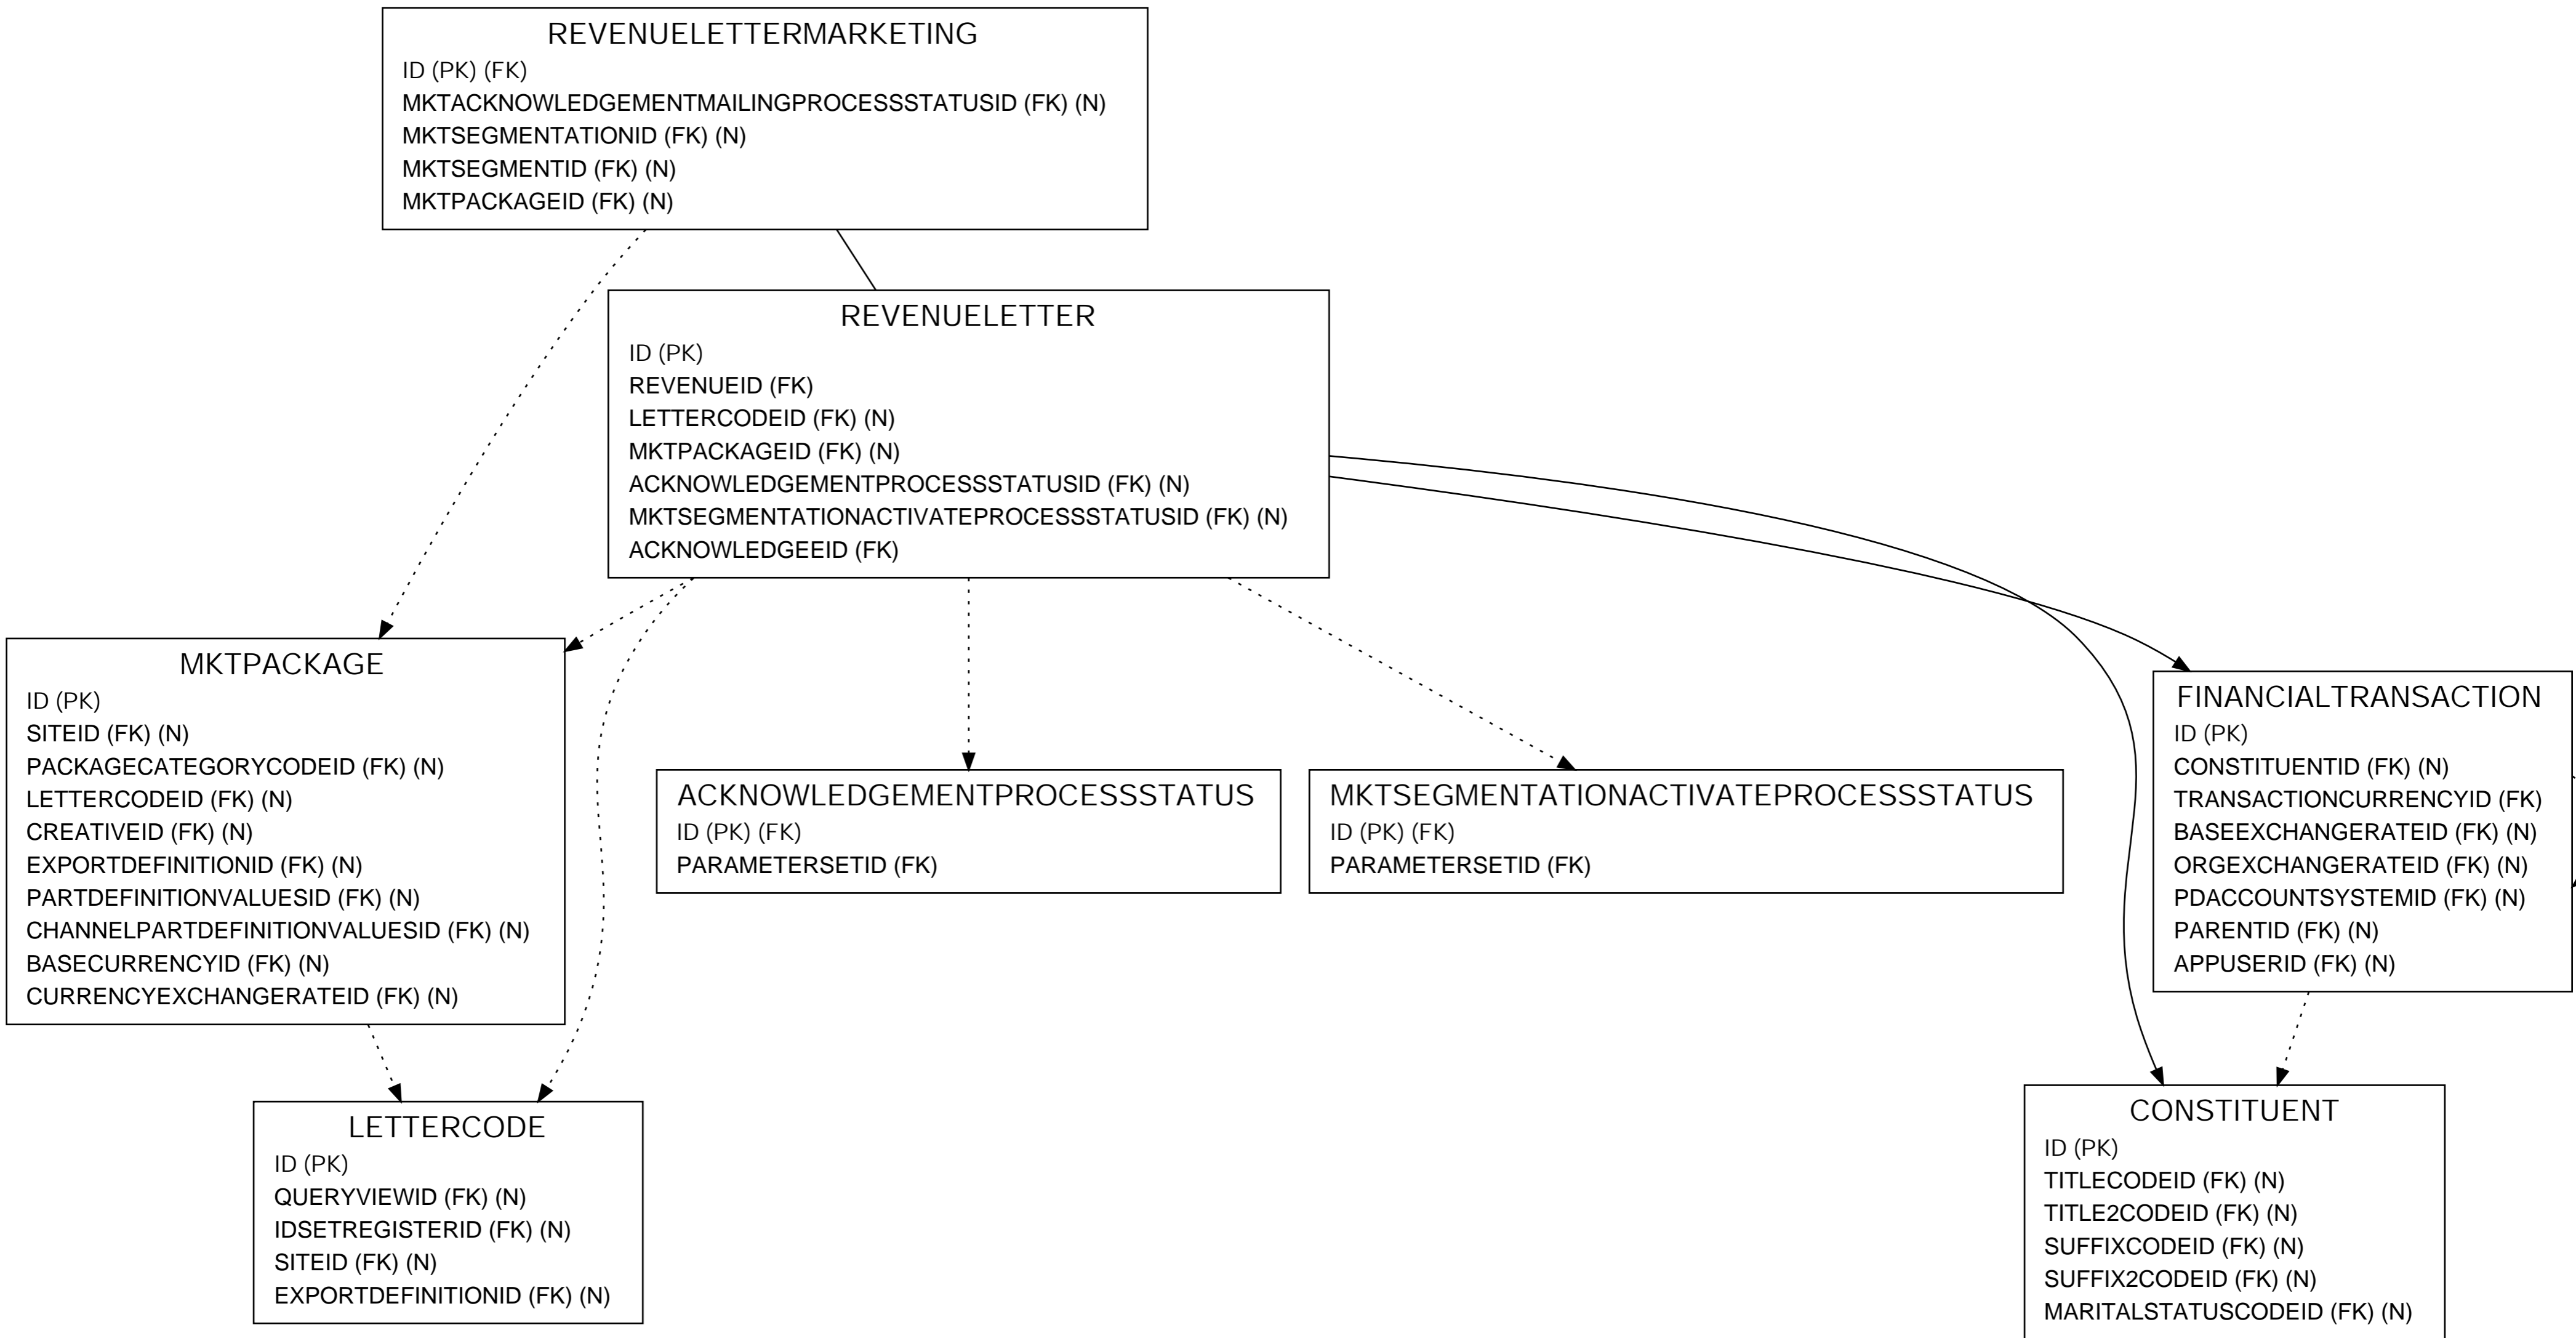 REVENUELETTERMARKETING
ID (PK) (FK)
MKTACKNOWLEDGEMENTMAILINGPROCESSSTATUSID (FK) (N)
MKTSEGMENTATIONID (FK) (N)
MKTSEGMENTID (FK) (N)
MKTPACKAGEID (FK) (N)
REVENUELETTER
ID (PK)
REVENUEID (FK)
LETTERCODEID (FK) (N)
MKTPACKAGEID (FK) (N)
ACKNOWLEDGEMENTPROCESSSTATUSID (FK) (N)
MKTSEGMENTATIONACTIVATEPROCESSSTATUSID (FK) (N)
ACKNOWLEDGEEID (FK)
MKTPACKAGE
ID (PK)
SITEID (FK) (N)
PACKAGECATEGORYCODEID (FK) (N)
LETTERCODEID (FK) (N)
CREATIVEID (FK) (N)
EXPORTDEFINITIONID (FK) (N)
PARTDEFINITIONVALUESID (FK) (N)
CHANNELPARTDEFINITIONVALUESID (FK) (N)
BASECURRENCYID (FK) (N)
CURRENCYEXCHANGERATEID (FK) (N)
ACKNOWLEDGEMENTPROCESSSTATUS
ID (PK) (FK)
PARAMETERSETID (FK)
MKTSEGMENTATIONACTIVATEPROCESSSTATUS
ID (PK) (FK)
PARAMETERSETID (FK)
FINANCIALTRANSACTION
ID (PK)
CONSTITUENTID (FK) (N)
TRANSACTIONCURRENCYID (FK)
BASEEXCHANGERATEID (FK) (N)
ORGEXCHANGERATEID (FK) (N)
PDACCOUNTSYSTEMID (FK) (N)
PARENTID (FK) (N)
APPUSERID (FK) (N)
LETTERCODE
ID (PK)
QUERYVIEWID (FK) (N)
IDSETREGISTERID (FK) (N)
SITEID (FK) (N)
EXPORTDEFINITIONID (FK) (N)
CONSTITUENT
ID (PK)
TITLECODEID (FK) (N)
TITLE2CODEID (FK) (N)
SUFFIXCODEID (FK) (N)
SUFFIX2CODEID (FK) (N)
MARITALSTATUSCODEID (FK) (N)